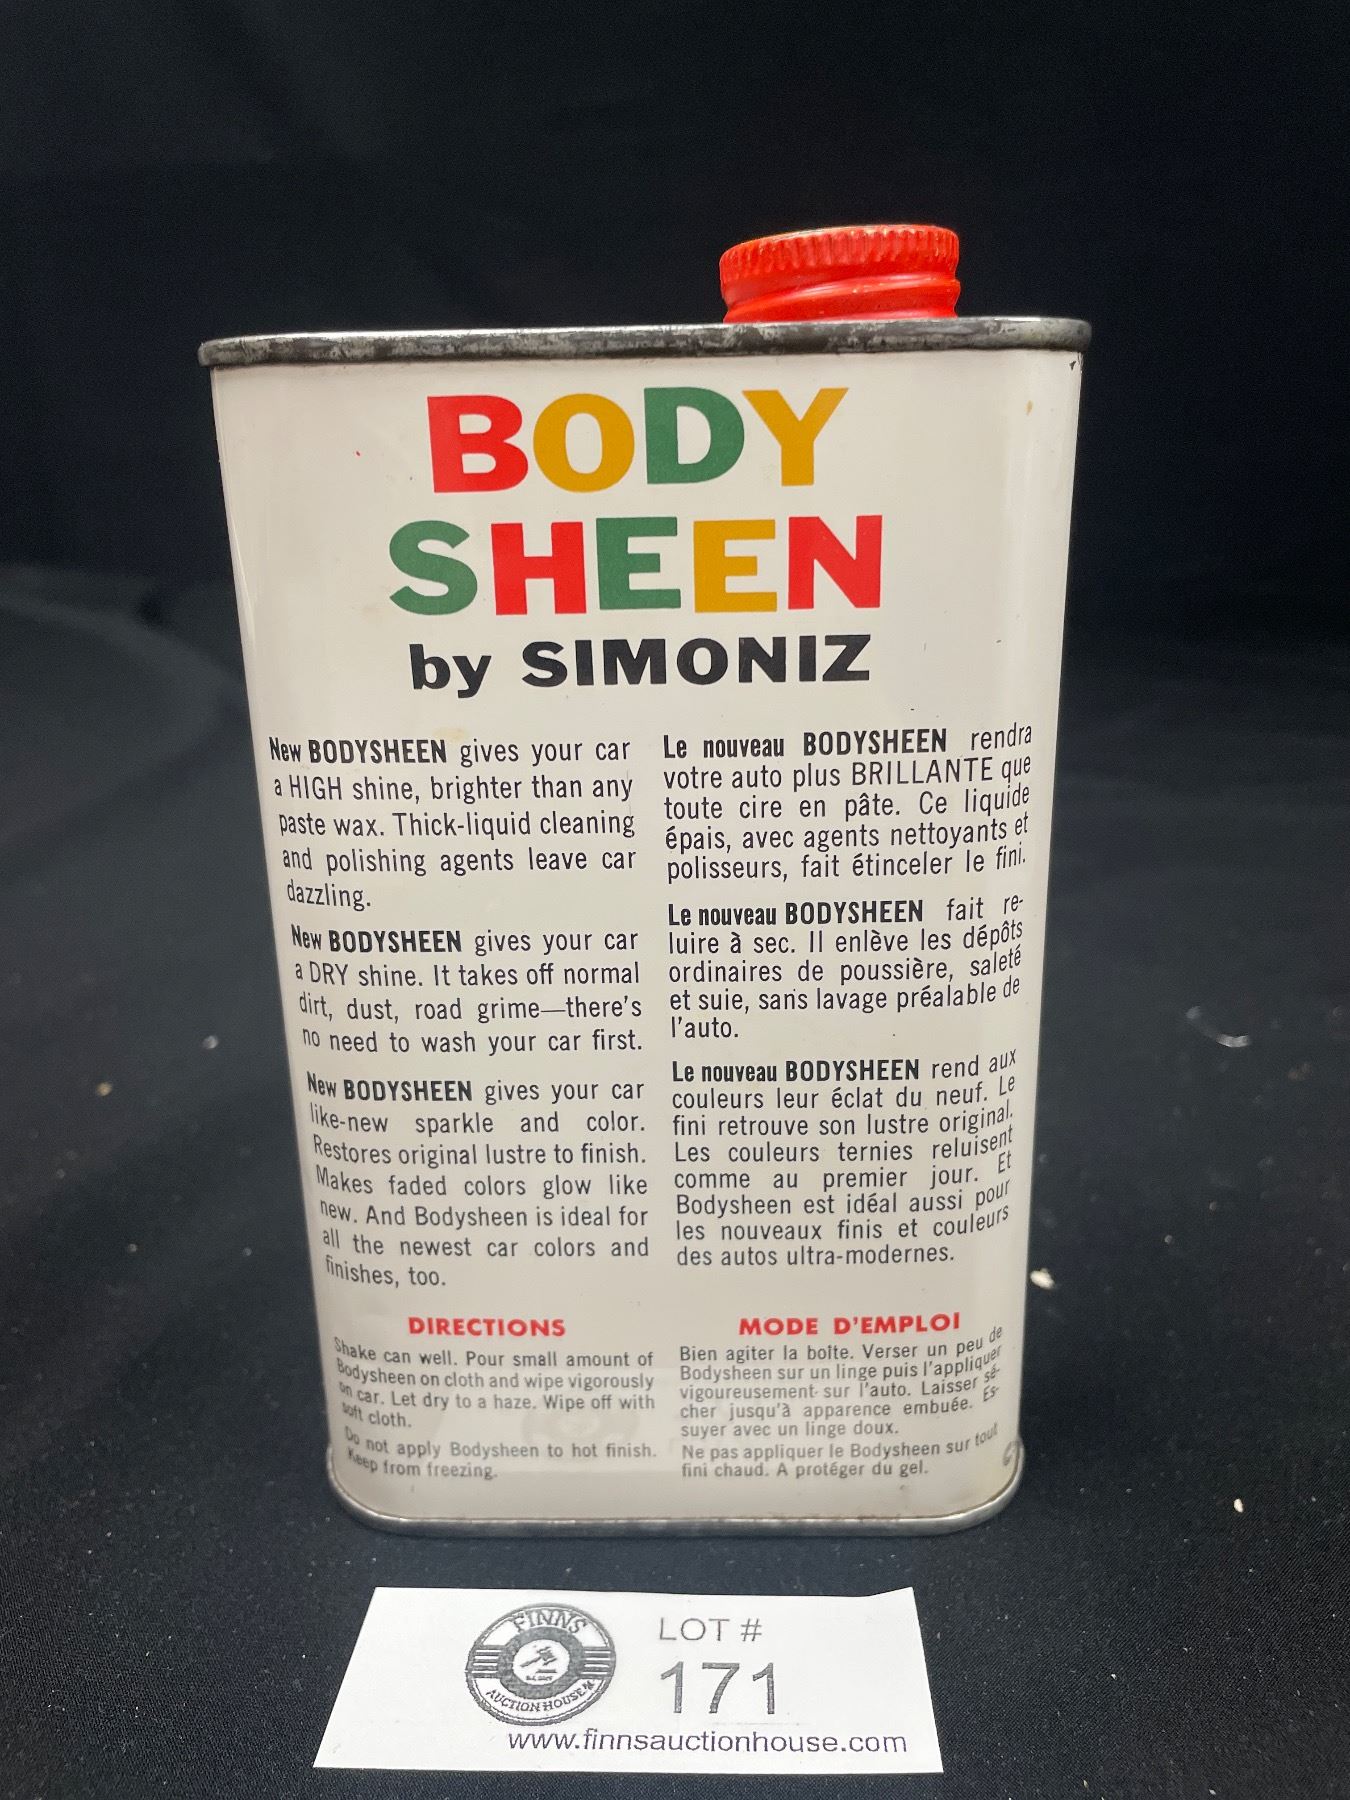 BODY
SHEEN
by SIMONIZ
New BODYSHEEN gives your car
a HIGH shine, brighter than any
paste wax. Thick-liquid cleaning
and polishing agents leave car
dazzling.
New BODYSHEEN gives your car
a DRY shine. It takes off normal
dirt, dust, road grime—there's
no need to wash your car first.
New BODYSHEEN gives your car
like-new sparkle and color.
Restores original lustre to finish.
Makes faded colors glow like
new. And Bodysheen is ideal for
all the newest car colors and
finishes, too.
DIRECTIONS
Shake can well. Pour small amount of
Bodysheen on cloth and wipe vigorously
on car. Let dry to a haze. Wipe off with
soft cloth.
Do not apply Bodysheen to hot finish.
Keep from freezing.
Le nouveau BODYSHEEN rendra
votre auto plus BRILLANTE que
toute cire en pâte. Ce liquide
épais, avec agents nettoyants et
polisseurs, fait étinceler le fini.
Le nouveau BODYSHEEN fait re-
luire à sec. Il enlève les dépôts
ordinaires de poussière, saleté
et suie, sans lavage préalable de
l'auto.
Le nouveau BODYSHEEN rend aux
couleurs leur éclat du neuf. Le
fini retrouve son lustre original.
Les couleurs ternies reluisent
comme au premier jour. Et
Bodysheen est idéal aussi pour
les nouveaux finis et couleurs
des autos ultra-modernes.
MODE D'EMPLOI
Bien agiter la boîte. Verser un peu de
Bodysheen sur un linge puis l'appliquer
vigoureusement sur l'auto. Laisser sé-
cher jusqu'à apparence embuée. Es-
suyer avec un linge doux.
Ne pas appliquer le Bodysheen sur tout
fini chaud. A protéger du gel.
FINNS
AUCTION HOUSE
LOT #
171
www.finnsauctionhouse.com